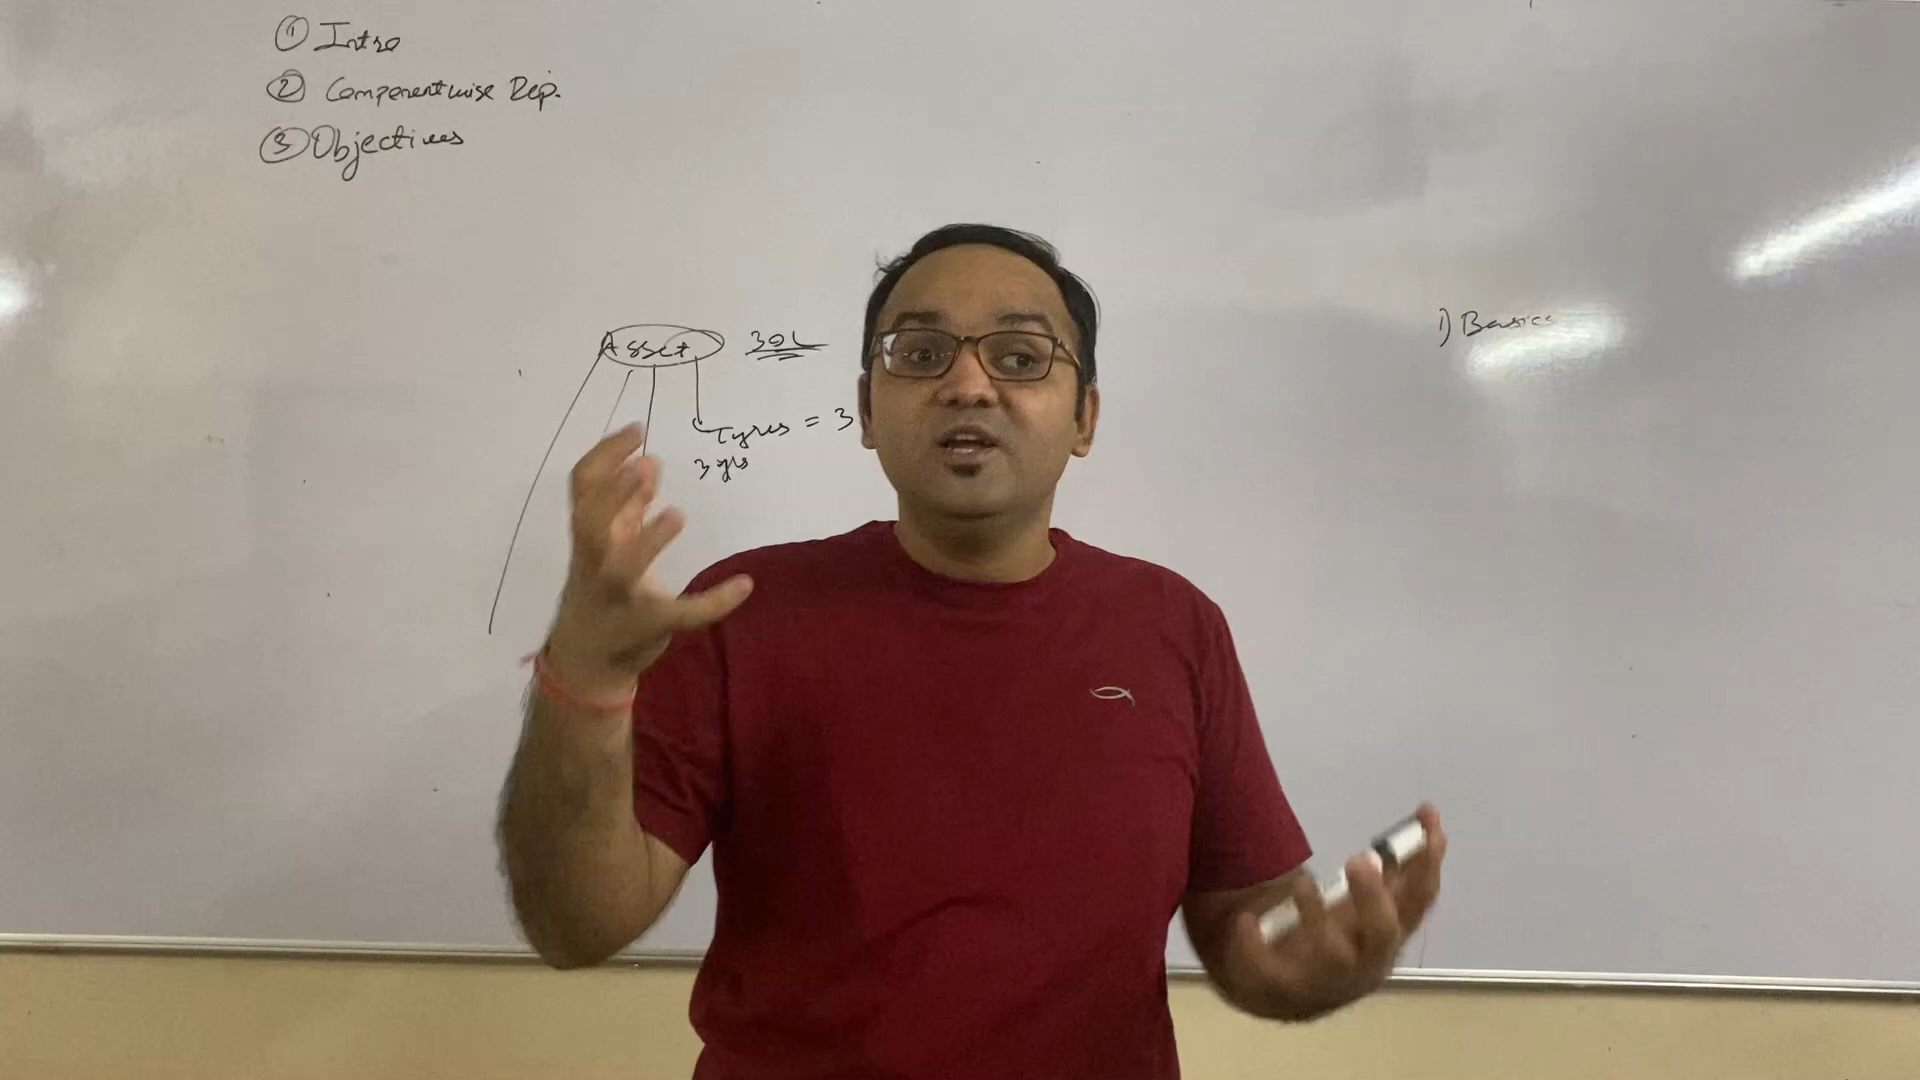 ① Intro
② Componentwise Dep.
③ Objectives
Asset 30L
Tyres = 3
3 yrs
1) Basics